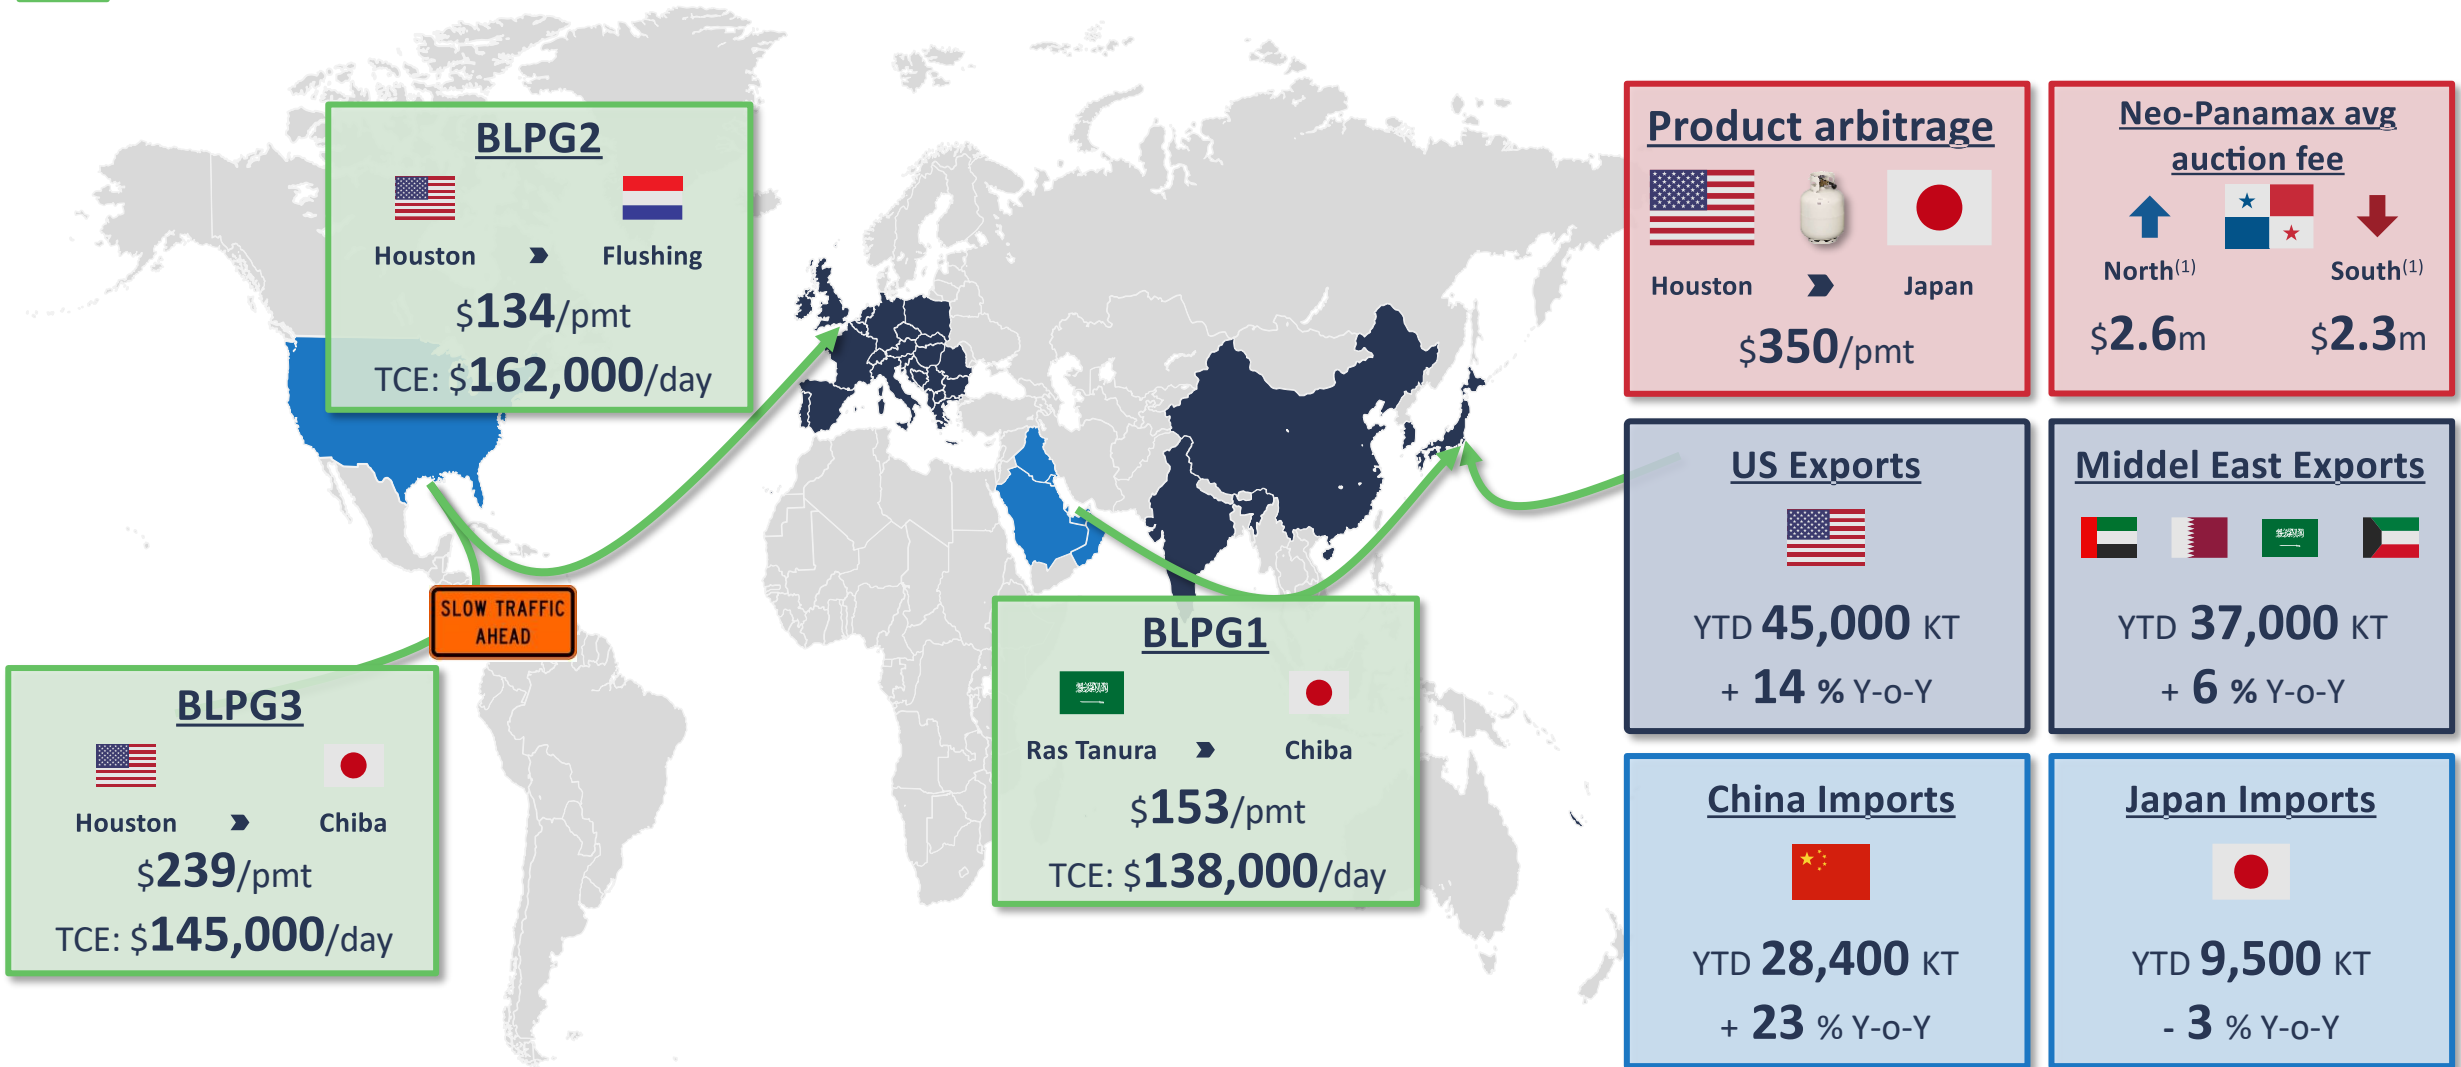 BLPG2
Houston Flushing
$134/pmt
TCE: $162,000/day
SLOW TRAFFIC
AHEAD
BLPG3
Houston Chiba
$239/pmt
TCE: $145,000/day
BLPG1
Ras Tanura Chiba
$153/pmt
TCE: $138,000/day
Product arbitrage
Houston Japan
$350/pmt
Neo-Panamax avg
auction fee
North(1) South(1)
$2.6m $2.3m
US Exports
YTD 45,000 KT
+ 14 % Y-o-Y
Middel East Exports
YTD 37,000 KT
+ 6 % Y-o-Y
China Imports
YTD 28,400 KT
+ 23 % Y-o-Y
Japan Imports
YTD 9,500 KT
- 3 % Y-o-Y